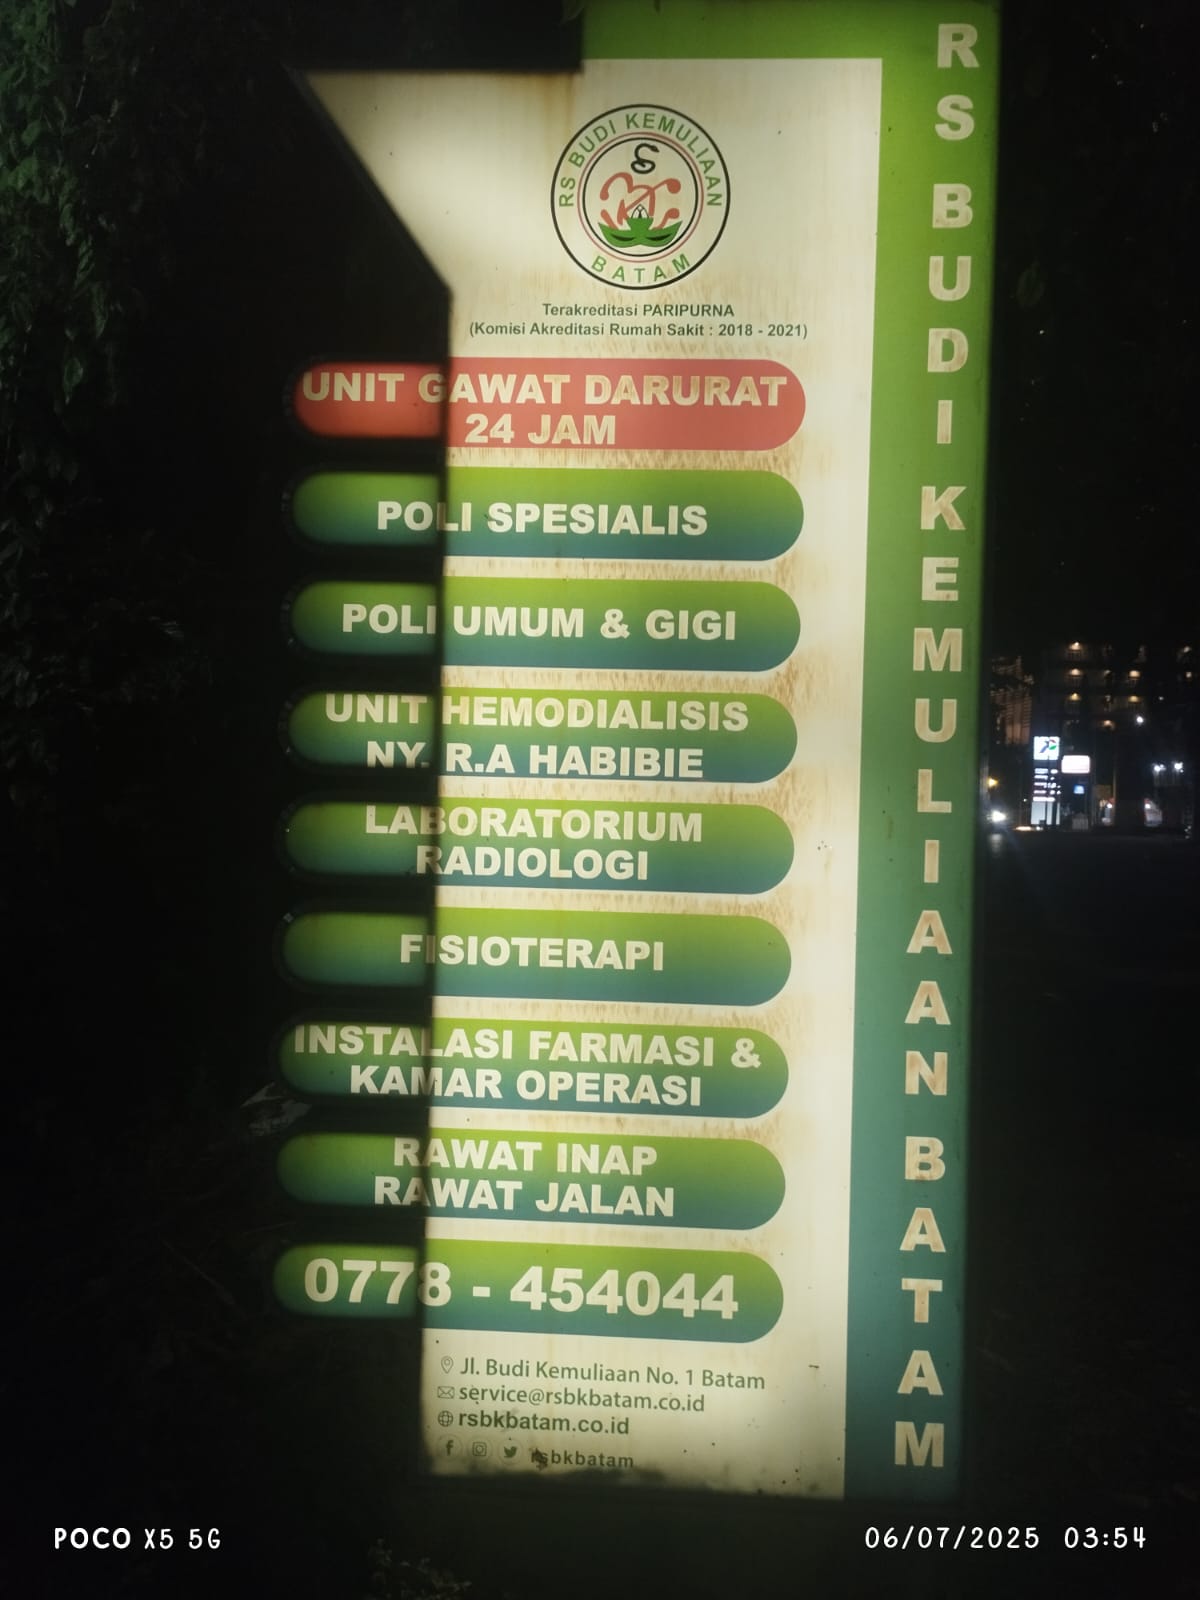 RS BUDI KEMULIAAN
BATAM
Terakreditasi PARIPURNA
(Komisi Akreditasi Rumah Sakit : 2018 - 2021)
UNIT GAWAT DARURAT
24 JAM
POLI SPESIALIS
POLI UMUM & GIGI
UNIT HEMODIALISIS
NY. R.A HABIBIE
LABORATORIUM
RADIOLOGI
FISIOTERAPI
INSTALASI FARMASI &
KAMAR OPERASI
RAWAT INAP
RAWAT JALAN
0778 - 454044
Jl. Budi Kemuliaan No. 1 Batam
service@rsbkbatam.co.id
rsbkbatam.co.id
rsbkbatam
RS BUDI KEMULIAAN BATAM
POCO X5 5G
06/07/2025 03:54